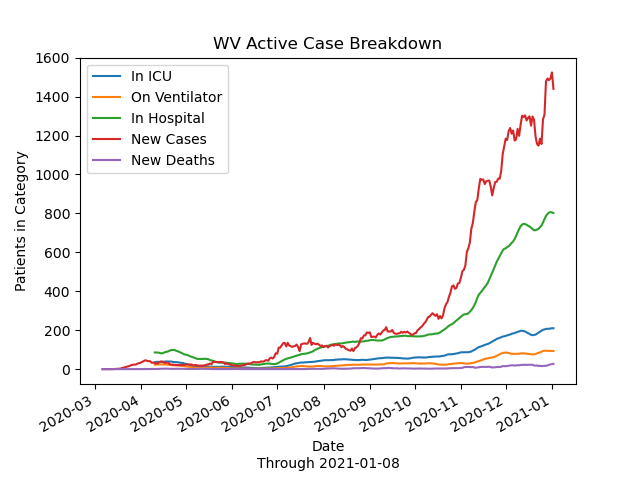 WV Active Case Breakdown
In ICU
On Ventilator
In Hospital
New Cases
New Deaths
Patients in Category
1600
1400
1200
1000
800
600
400
200
0
2020-03
2020-04
2020-05
2020-06
2020-07
2020-08
2020-09
2020-10
2020-11
2020-12
2021-01
Date
Through 2021-01-08